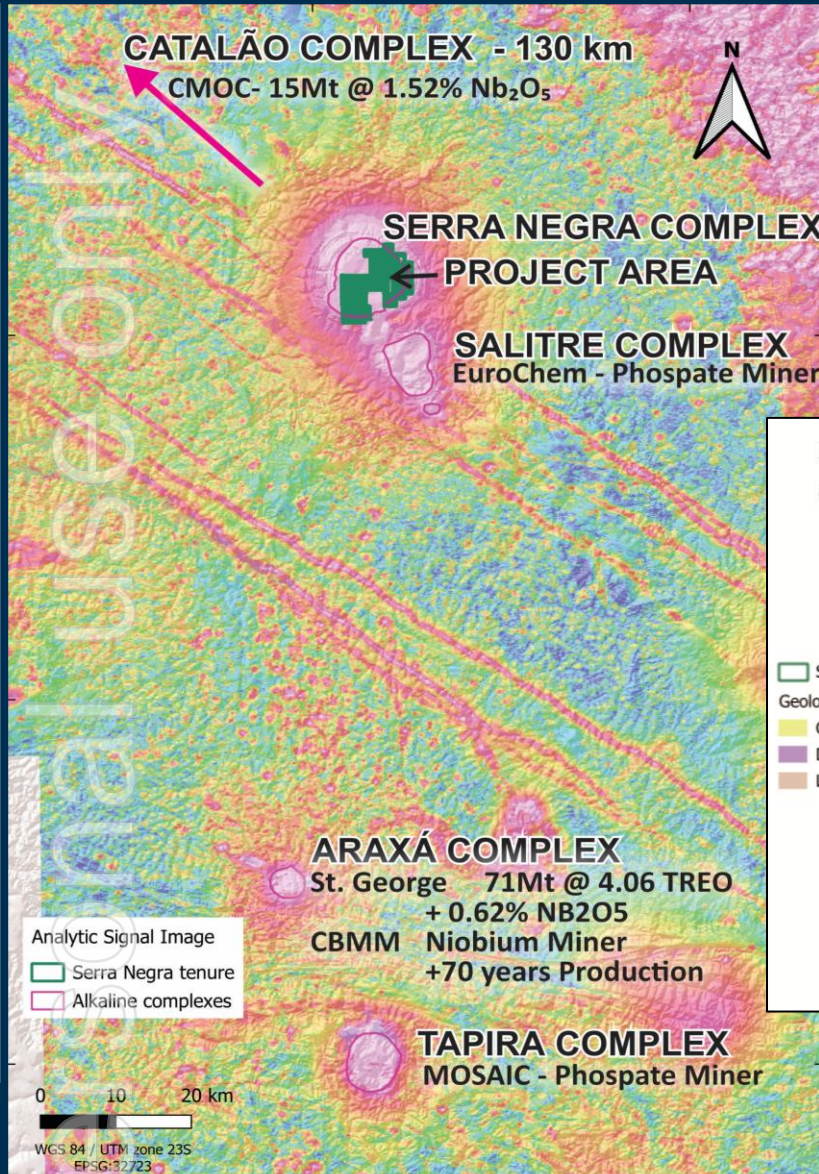 CATALÃO COMPLEX - 130 km
CMOC- 15Mt @ 1.52% Nb₂O₅
N
SERRA NEGRA COMPLEX
PROJECT AREA
SALITRE COMPLEX
EuroChem - Phospate Miner
ARAXÁ COMPLEX
St. George 71Mt @ 4.06 TREO
+ 0.62% NB2O5
CBMM Niobium Miner
+70 years Production
Analytic Signal Image
Serra Negra tenure
Alkaline complexes
TAPIRA COMPLEX
MOSAIC - Phospate Miner
0 10 20 km
WGS 84 / UTM zone 23S
EPSG:32723
ersonal use only